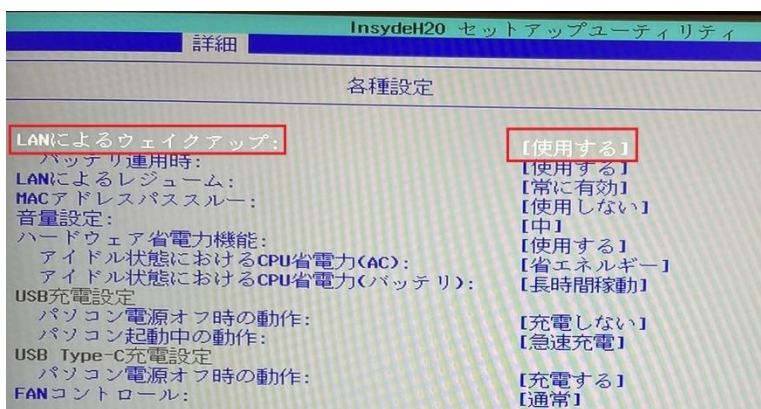 InsydeH20 セットアップユーティリティ
詳細
各種設定
LANによるウェイクアップ: [使用する]
バッテリ運用時: [使用する]
LANによるレジューム: [常に有効]
MACアドレスパススルー: [使用しない]
音量設定: [中]
ハードウェア省電力機能: [使用する]
アイドル状態におけるCPU省電力(AC): [省エネルギー]
アイドル状態におけるCPU省電力(バッテリ): [長時間稼動]
USB充電設定
パソコン電源オフ時の動作: [充電しない]
パソコン起動中の動作: [急速充電]
USB Type-C充電設定
パソコン電源オフ時の動作: [充電する]
FANコントロール: [通常]